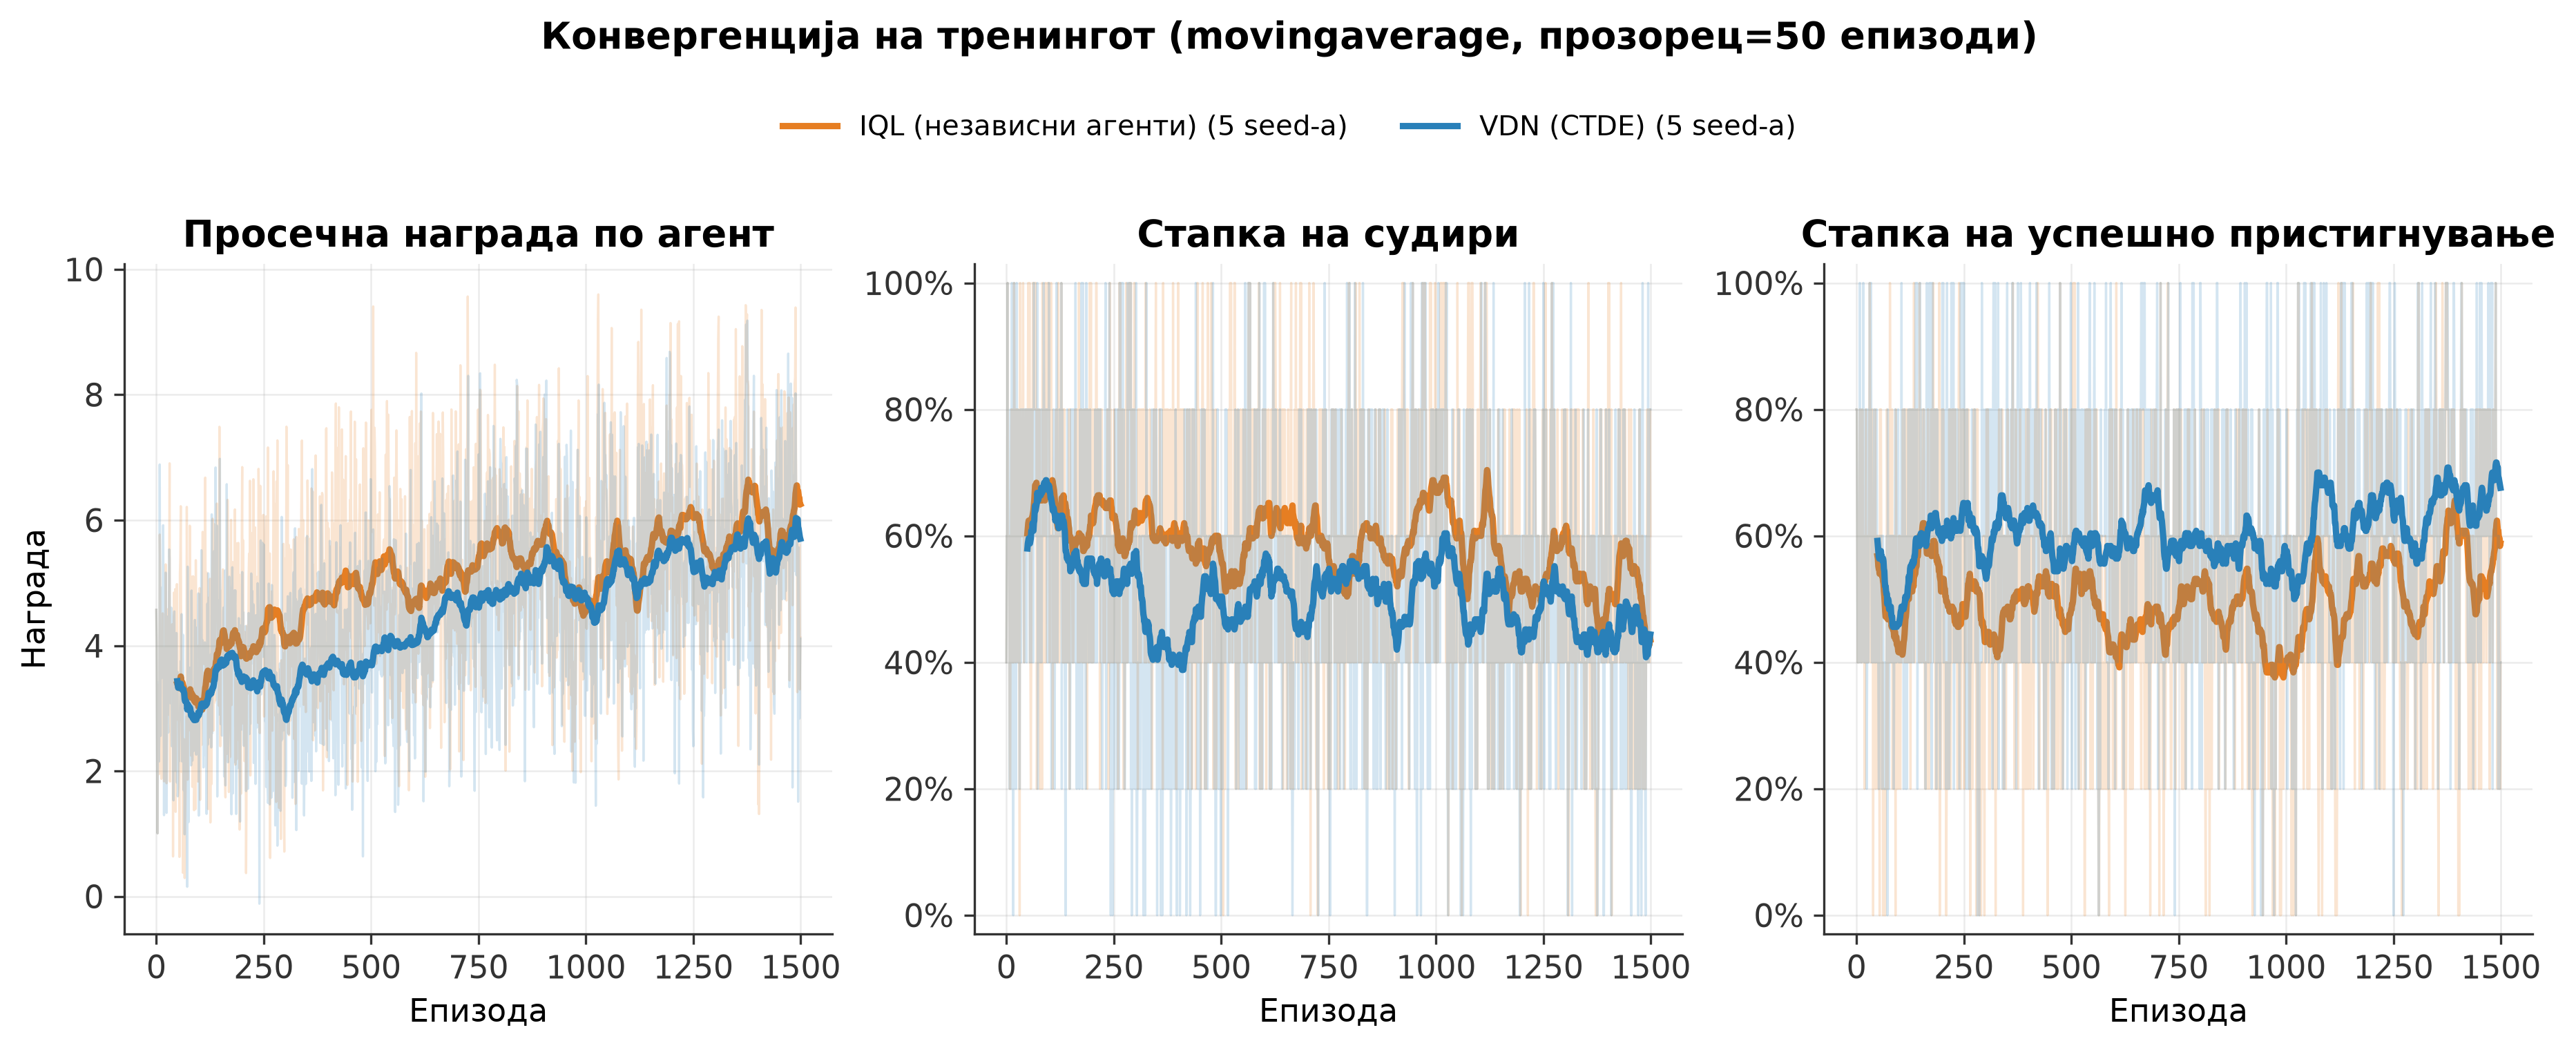 Конвергенција на тренингот (movingaverage, прозорец=50 епизоди)
IQL (независни агенти) (5 seed-a) VDN (CTDE) (5 seed-a)
Просечна награда по агент
Награда
10
8
6
4
2
0
0 250 500 750 1000 1250 1500
Епизода
Стапка на судири
100%
80%
60%
40%
20%
0%
0 250 500 750 1000 1250 1500
Епизода
Стапка на успешно пристигнување
100%
80%
60%
40%
20%
0%
0 250 500 750 1000 1250 1500
Епизода